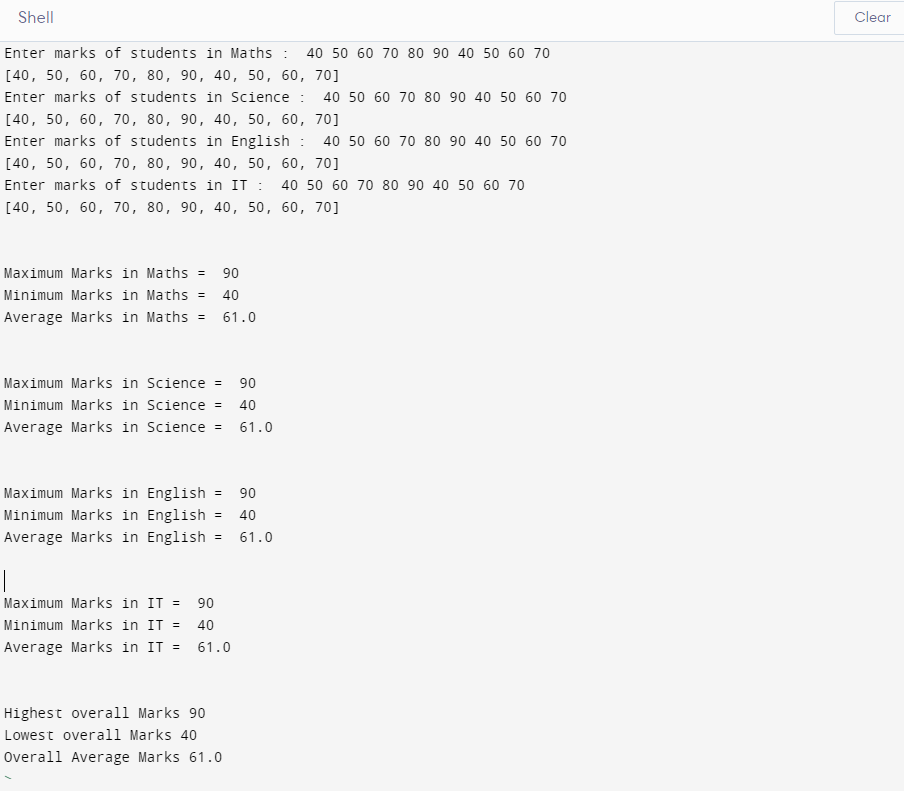 Shell
Clear
Enter marks of students in Maths :  40 50 60 70 80 90 40 50 60 70
[40, 50, 60, 70, 80, 90, 40, 50, 60, 70]
Enter marks of students in Science :  40 50 60 70 80 90 40 50 60 70
[40, 50, 60, 70, 80, 90, 40, 50, 60, 70]
Enter marks of students in English :  40 50 60 70 80 90 40 50 60 70
[40, 50, 60, 70, 80, 90, 40, 50, 60, 70]
Enter marks of students in IT :  40 50 60 70 80 90 40 50 60 70
[40, 50, 60, 70, 80, 90, 40, 50, 60, 70]
Maximum Marks in Maths =  90
Minimum Marks in Maths =  40
Average Marks in Maths =  61.0
Maximum Marks in Science =  90
Minimum Marks in Science =  40
Average Marks in Science =  61.0
Maximum Marks in English =  90
Minimum Marks in English =  40
Average Marks in English =  61.0
Maximum Marks in IT =  90
Minimum Marks in IT =  40
Average Marks in IT =  61.0
Highest overall Marks 90
Lowest overall Marks 40
Overall Average Marks 61.0